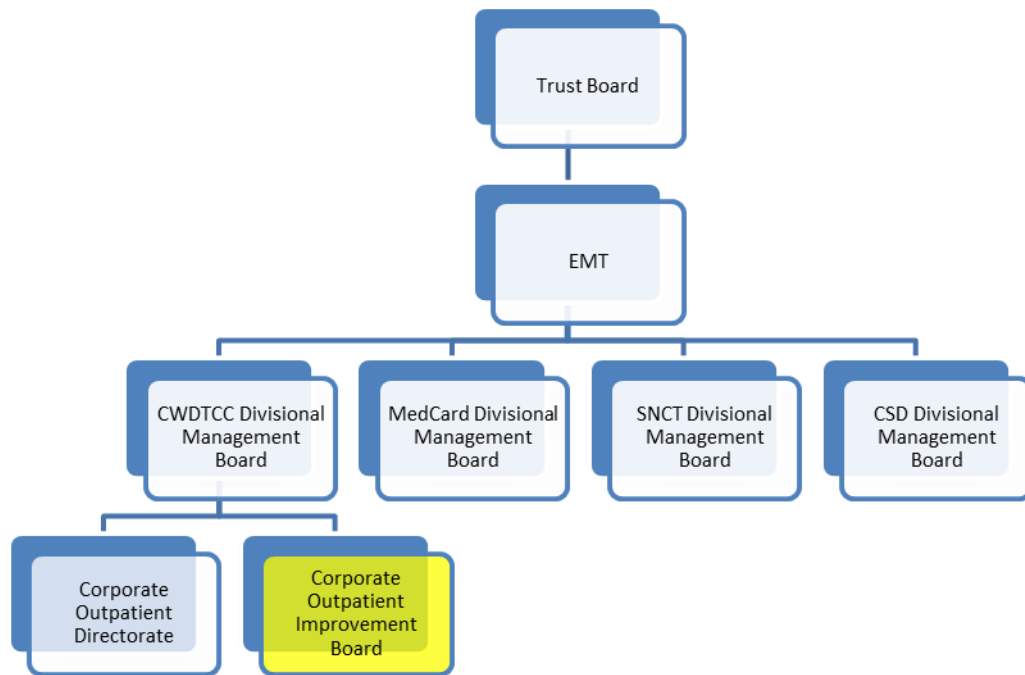 Trust Board
EMT
CWDTCC Divisional
Management
Board
MedCard Divisional
Management
Board
SNCT Divisional
Management
Board
CSD Divisional
Management
Board
Corporate
Outpatient
Directorate
Corporate
Outpatient
Improvement
Board